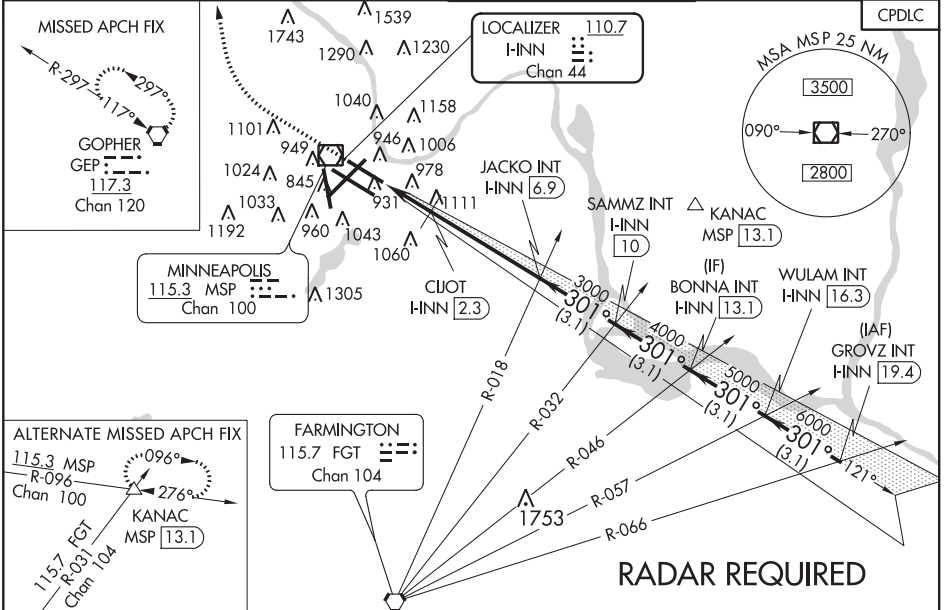 MISSED APCH FIX
R-297
117°
297°
GOPHER
GEP
117.3
Chan 120
1743
1539
1290
1230
1040
1158
1101
946
1006
949
1024
845
978
931
1111
1033
1192
960
1043
1060
1305
LOCALIZER 110.7
I-INN
Chan 44
CPDLC
MSA MSP 25 NM
3500
090°
270°
2800
JACKO INT
I-INN 6.9
SAMMZ INT
I-INN
10
KANAC
MSP 13.1
(IF)
BONNA INT
I-INN 13.1
WULAM INT
I-INN 16.3
(IAF)
GROVZ INT
I-INN 19.4
MINNEAPOLIS
115.3 MSP
Chan 100
CIJOT
I-INN 2.3
3000
301°
(3.1)
4000
301°
(3.1)
5000
301°
(3.1)
6000
301°
(3.1)
121°
R-018
R-032
R-046
R-057
R-066
FARMINGTON
115.7 FGT
Chan 104
1753
ALTERNATE MISSED APCH FIX
115.3 MSP
R-096
Chan 100
096°
276°
KANAC
MSP 13.1
115.7 FGT
R-031
Chan 104
RADAR REQUIRED